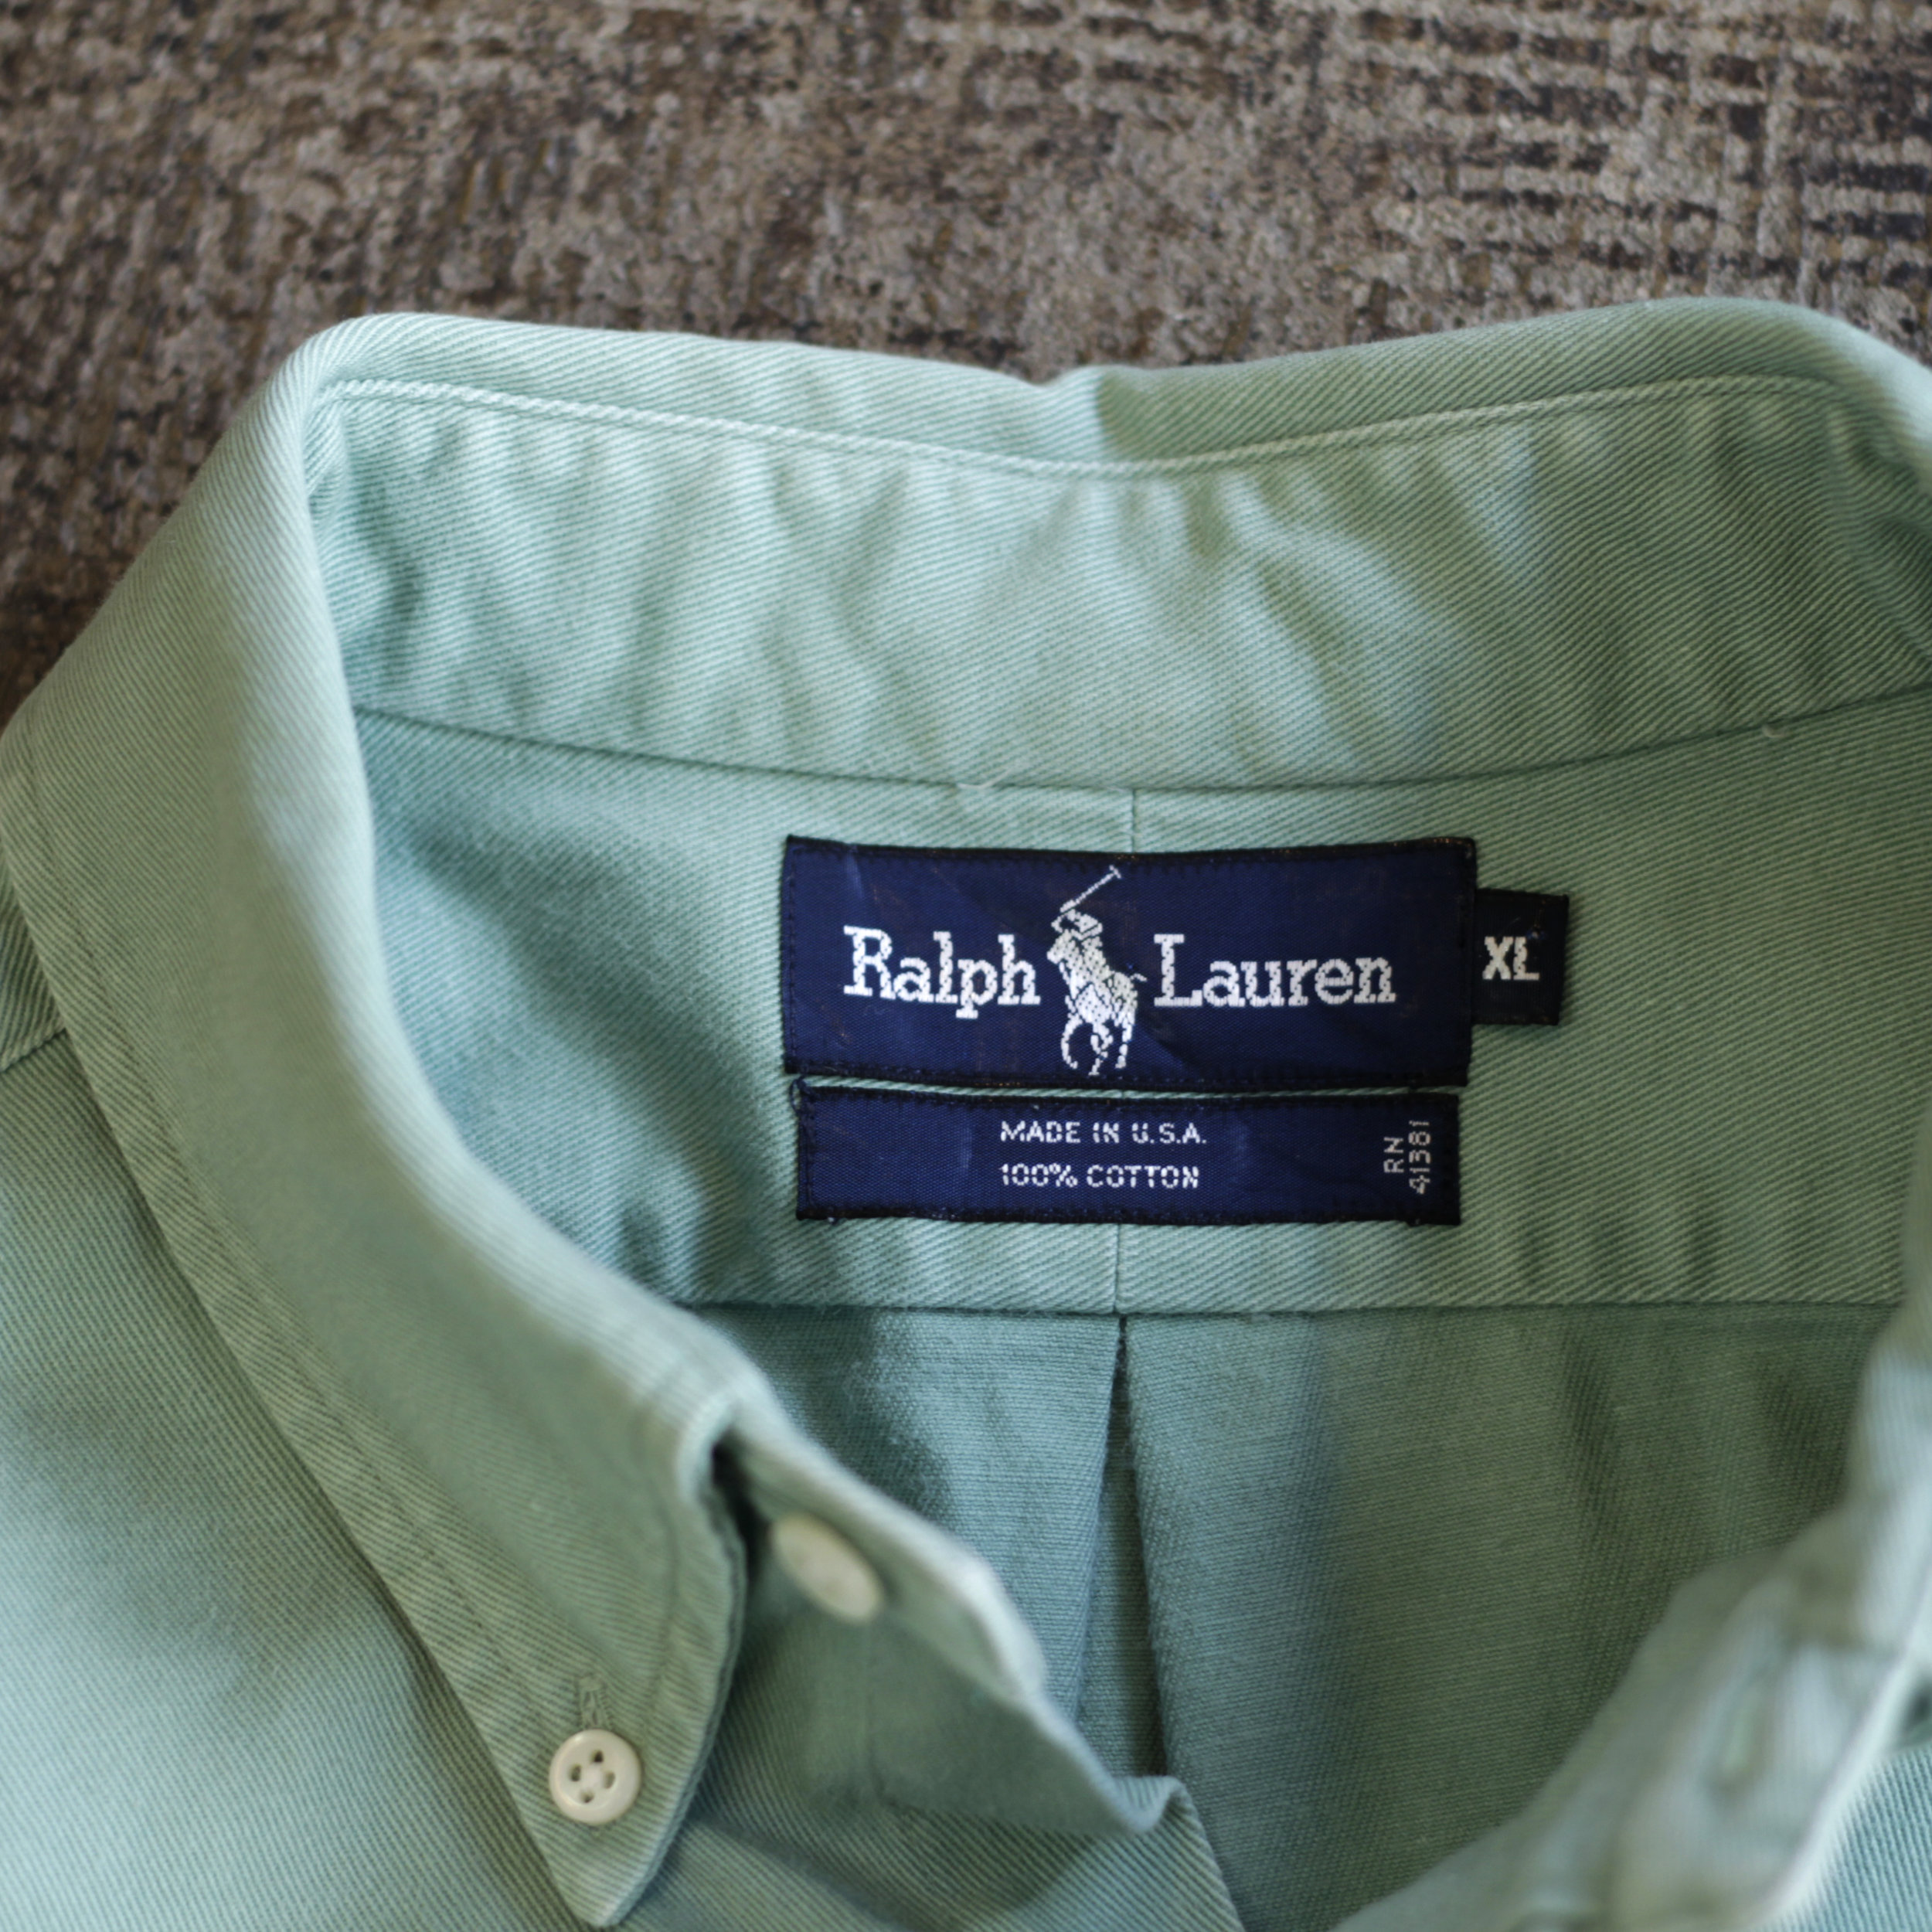 Ralph Lauren
XL
MADE IN U.S.A.
100% COTTON
RN
41381